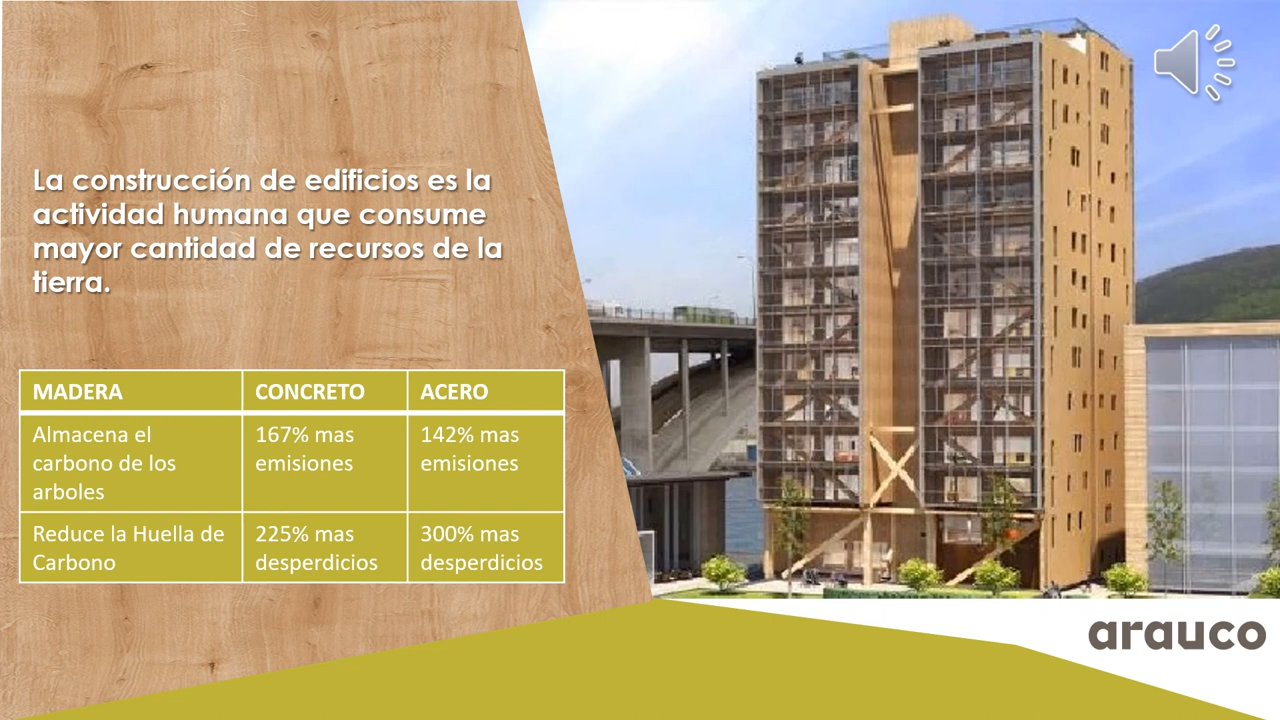 La construcción de edificios es la
actividad humana que consume
mayor cantidad de recursos de la
tierra.
MADERA CONCRETO ACERO
Almacena el carbono de los arboles 167% mas emisiones 142% mas emisiones
Reduce la Huella de Carbono 225% mas desperdicios 300% mas desperdicios
arauco